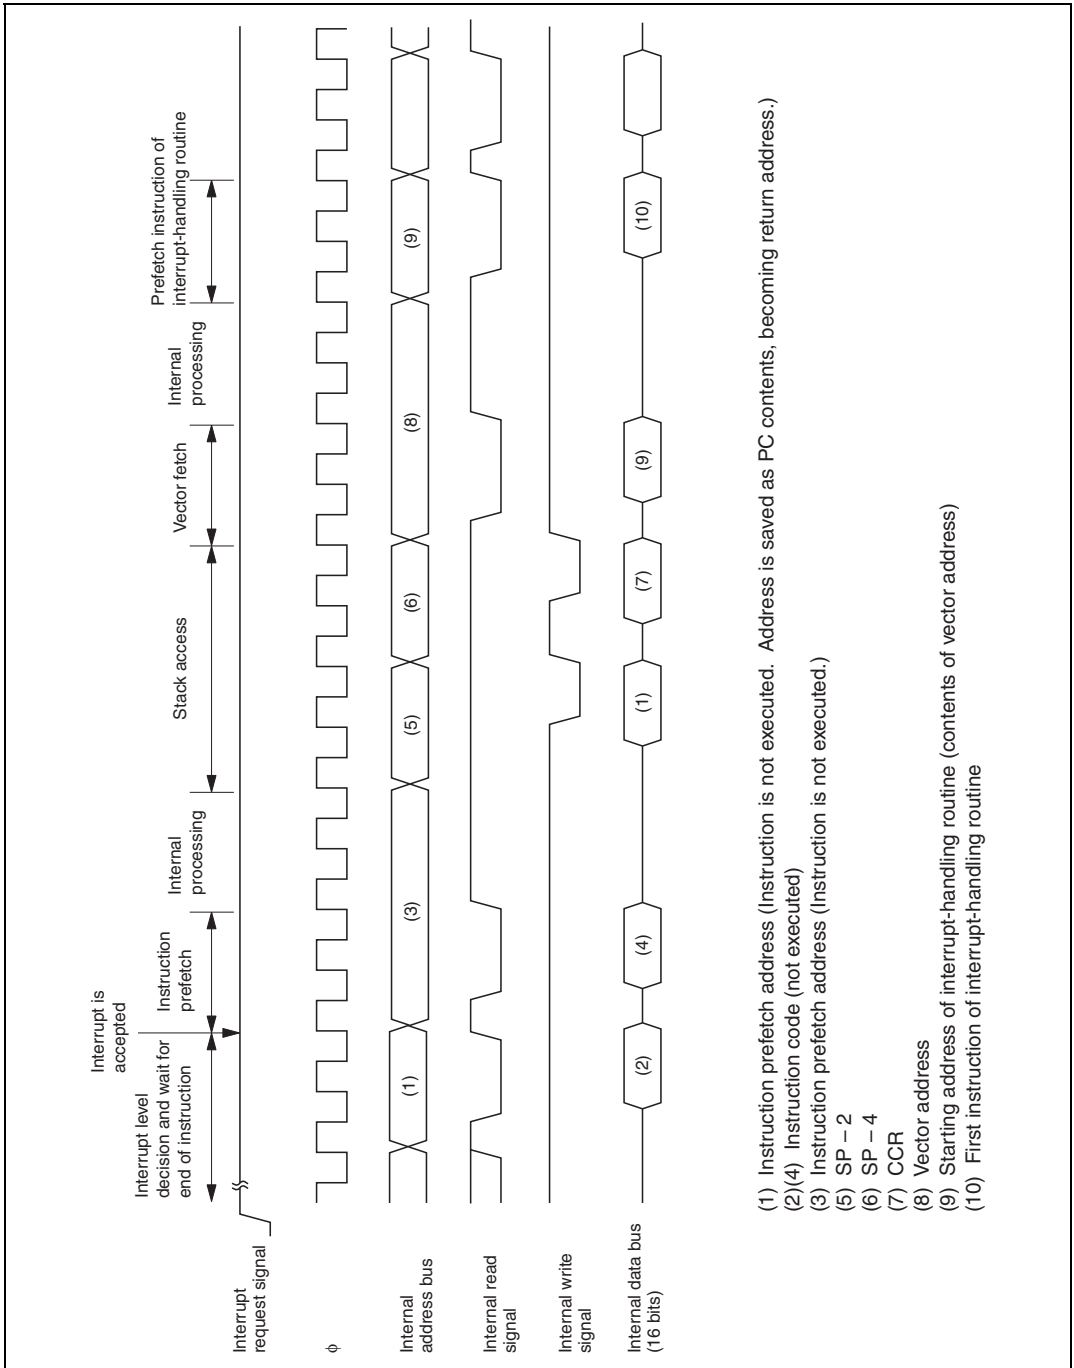 Interrupt is
accepted
Interrupt level
decision and wait for
end of instruction
Instruction
prefetch
Internal
processing
Stack access
Vector fetch
Internal
processing
Prefetch instruction of
interrupt-handling routine
Interrupt
request signal
φ
Internal
address bus
(1)
(3)
(5)
(6)
(8)
(9)
Internal read
signal
Internal write
signal
Internal data bus
(16 bits)
(2)
(4)
(1)
(7)
(9)
(10)
(1) Instruction prefetch address (Instruction is not executed. Address is saved as PC contents, becoming return address.)
(2)(4) Instruction code (not executed)
(3) Instruction prefetch address (Instruction is not executed.)
(5) SP – 2
(6) SP – 4
(7) CCR
(8) Vector address
(9) Starting address of interrupt-handling routine (contents of vector address)
(10) First instruction of interrupt-handling routine